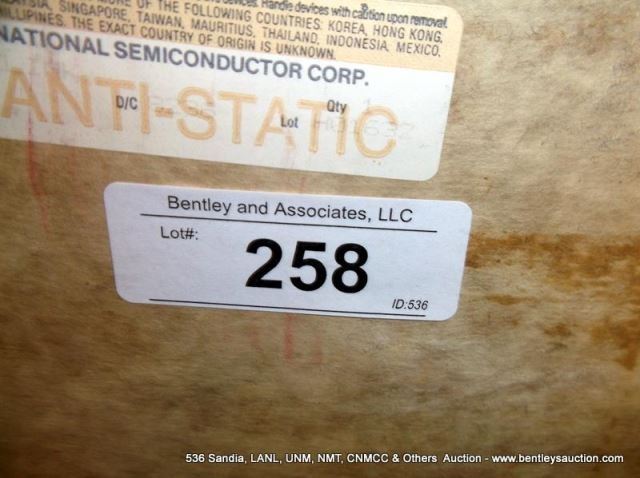 devices. Handle devices with caution upon removal.
OF THE FOLLOWING COUNTRIES: KOREA, HONG KONG,
SINGAPORE, TAIWAN, MAURITIUS, THAILAND, INDONESIA, MEXICO,
THE EXACT COUNTRY OF ORIGIN IS UNKNOWN.
NATIONAL SEMICONDUCTOR CORP.
ANTI-STATIC
D/C Qty
Lot
Bentley and Associates, LLC
Lot#:
258
ID:536
536 Sandia, LANL, UNM, NMT, CNMCC & Others Auction - www.bentleysauction.com